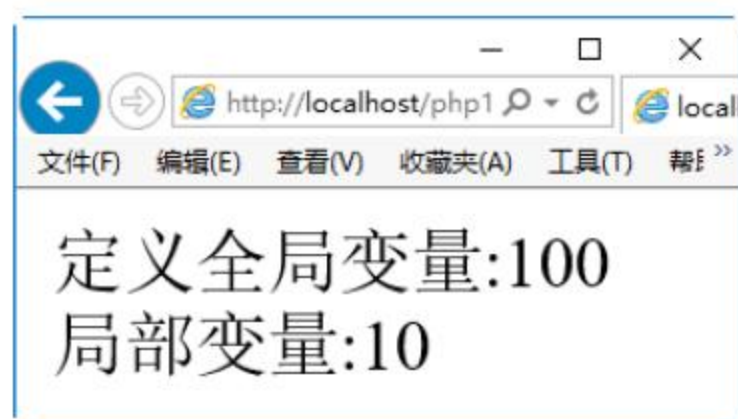 http://localhost/php1
local
文件(F) 编辑(E) 查看(V) 收藏夹(A) 工具(T)
定义全局变量:100
局部变量:10